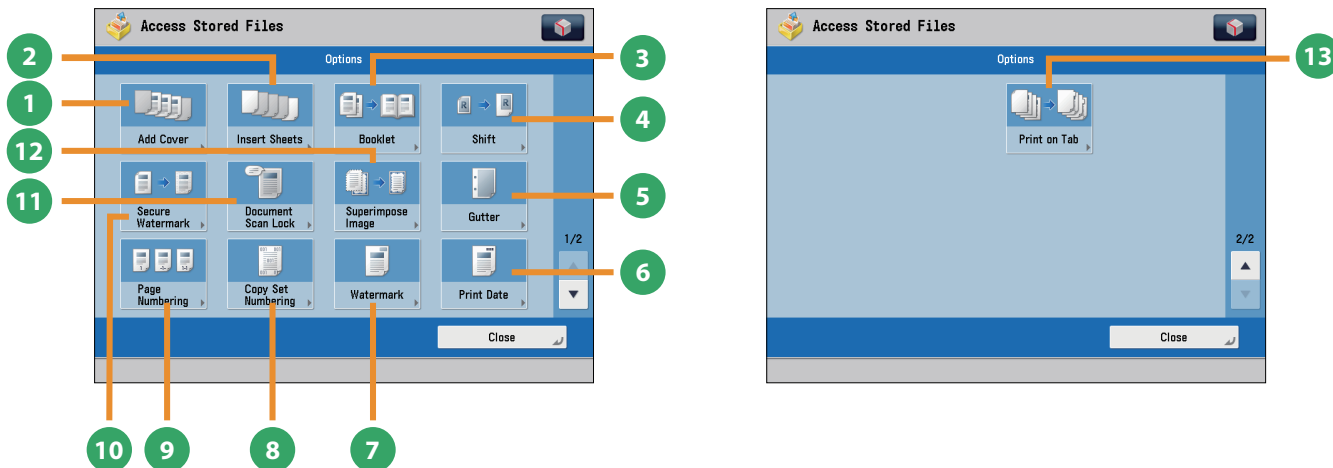 Access Stored Files
Options
Add Cover
Insert Sheets
Booklet
Shift
Secure
Watermark
Document
Scan Lock
Superimpose
Image
Gutter
Page
Numbering
Copy Set
Numbering
Watermark
Print Date
1/2
Close
1
2
3
4
5
6
7
8
9
10
11
12
Access Stored Files
Options
Print on Tab
2/2
Close
13